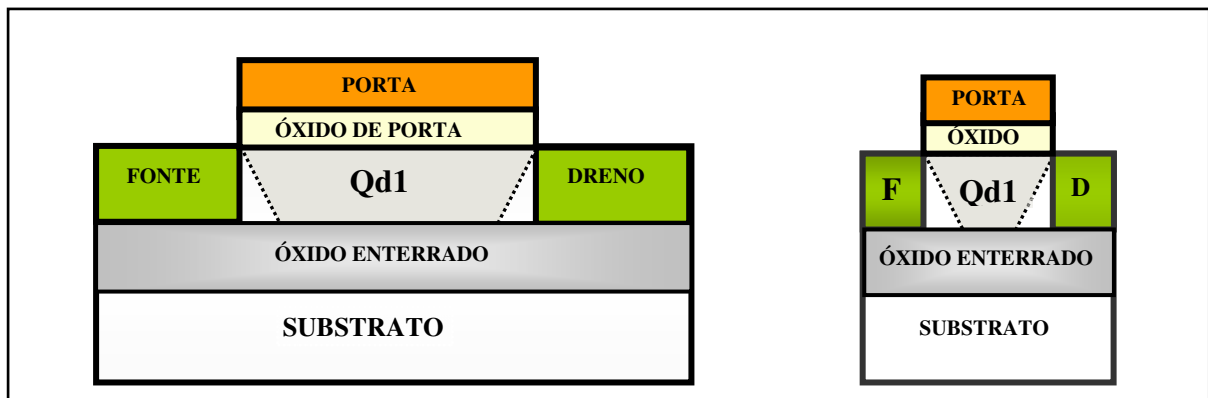 PORTA
ÓXIDO DE PORTA
FONTE
Qd1
DRENO
ÓXIDO ENTERRADO
SUBSTRATO
PORTA
ÓXIDO
F
Qd1
D
ÓXIDO ENTERRADO
SUBSTRATO